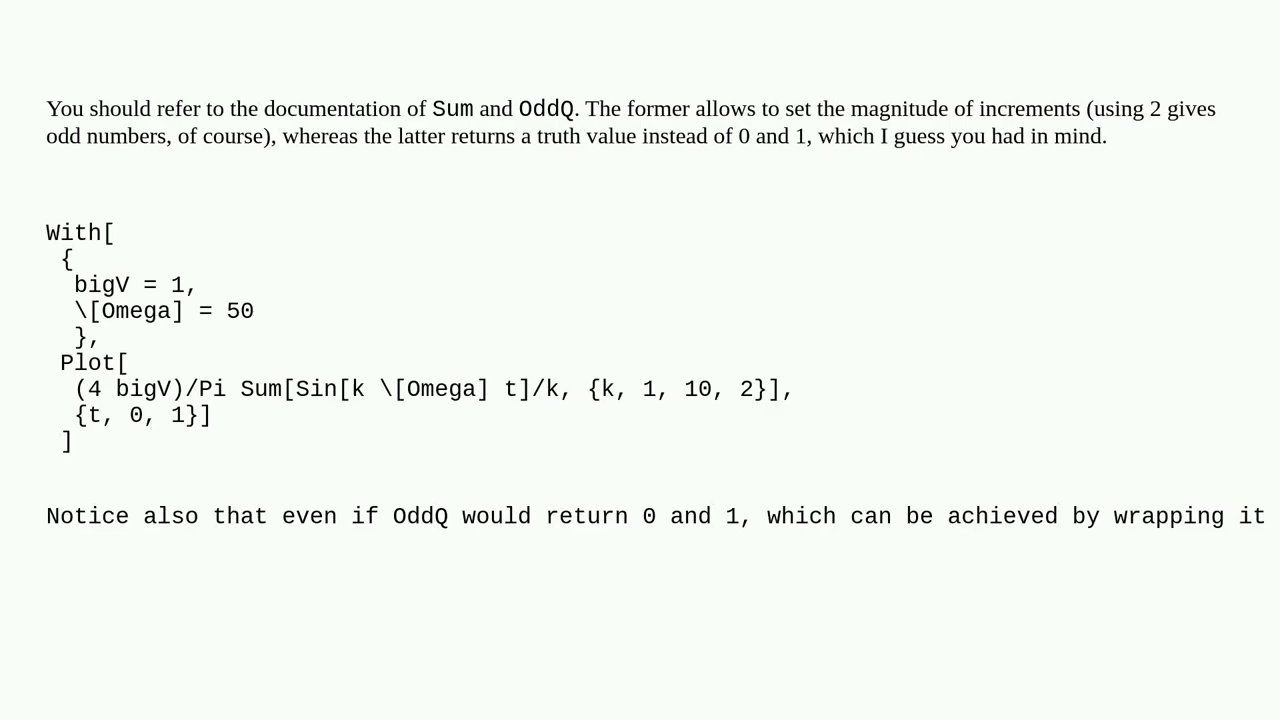 You should refer to the documentation of Sum and OddQ. The former allows to set the magnitude of increments (using 2 gives
odd numbers, of course), whereas the latter returns a truth value instead of 0 and 1, which I guess you had in mind.
With[
 {
  bigV = 1,
  \[Omega] = 50
  },
 Plot[
  (4 bigV)/Pi Sum[Sin[k \[Omega] t]/k, {k, 1, 10, 2}],
  {t, 0, 1}]
 ]
Notice also that even if OddQ would return 0 and 1, which can be achieved by wrapping it